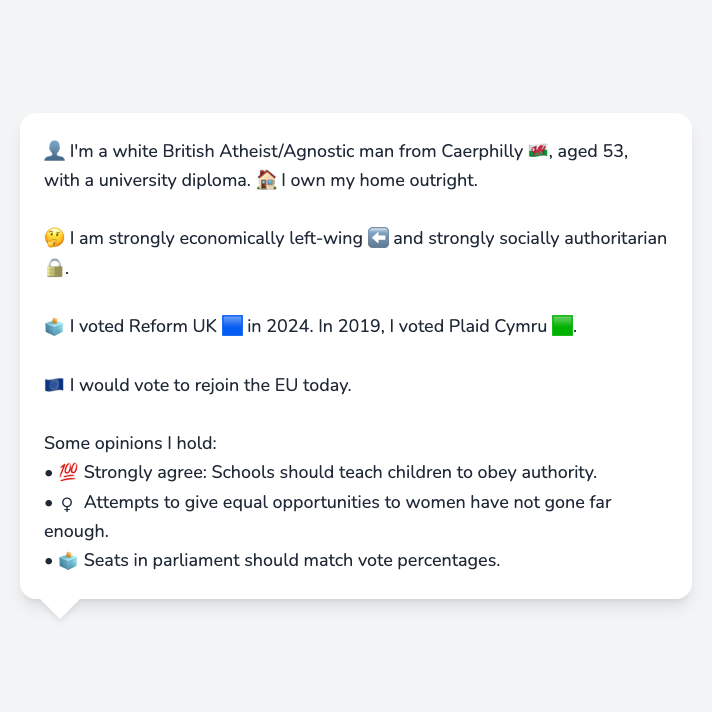 👤 I'm a white British Atheist/Agnostic man from Caerphilly 🏴󠁧󠁢󠁷󠁬󠁳󠁿, aged 53,
with a university diploma. 🏠 I own my home outright.
🤔 I am strongly economically left-wing ⬅️ and strongly socially authoritarian
🔒.
🗳️ I voted Reform UK 🟦 in 2024. In 2019, I voted Plaid Cymru 🟩.
🇪🇺 I would vote to rejoin the EU today.
Some opinions I hold:
• 💯 Strongly agree: Schools should teach children to obey authority.
• ♀ Attempts to give equal opportunities to women have not gone far
enough.
• 🗳️ Seats in parliament should match vote percentages.